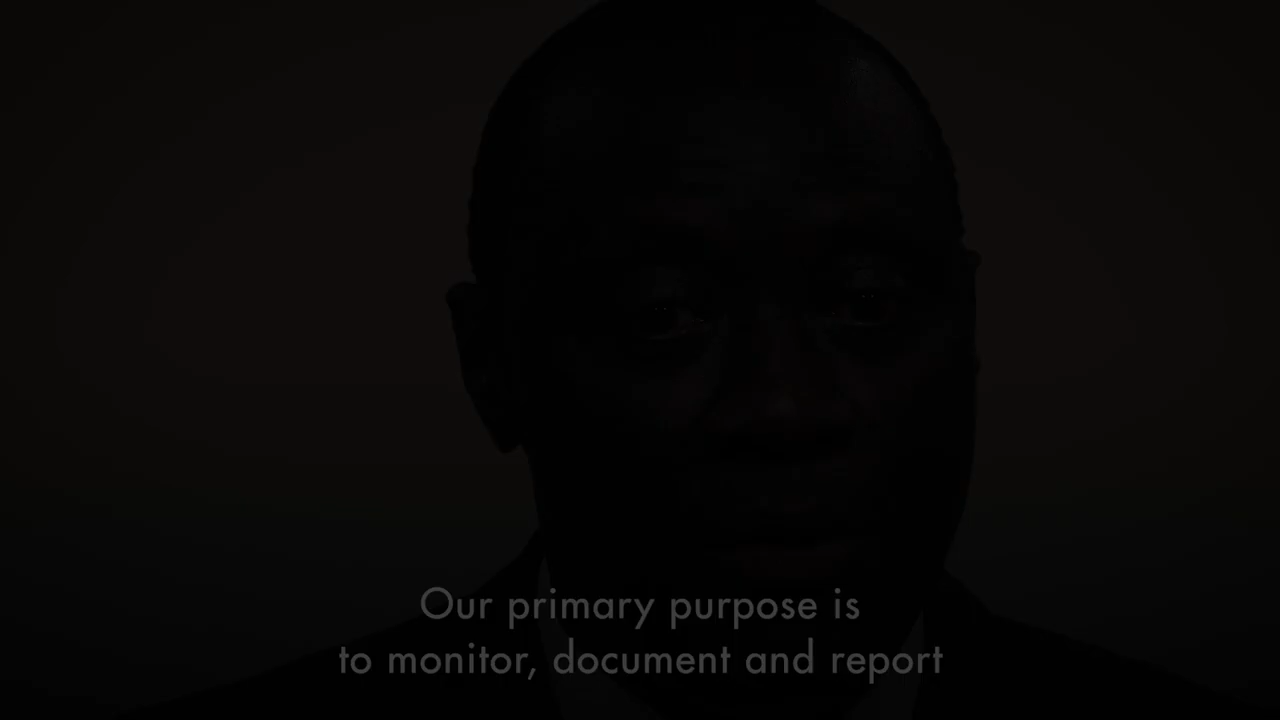 Our primary purpose is
to monitor, document and report